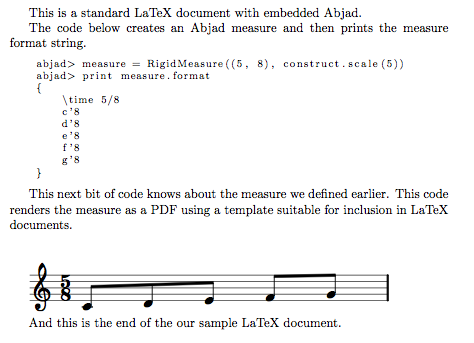 This is a standard LaTeX document with embedded Abjad.
The code below creates an Abjad measure and then prints the measure
format string.
abjad> measure = RigidMeasure((5, 8), construct.scale(5))
abjad> print measure.format
{
\time 5/8
c'8
d'8
e'8
f'8
g'8
}
This next bit of code knows about the measure we defined earlier. This code
renders the measure as a PDF using a template suitable for inclusion in LaTeX
documents.
5
8
And this is the end of the our sample LaTeX document.